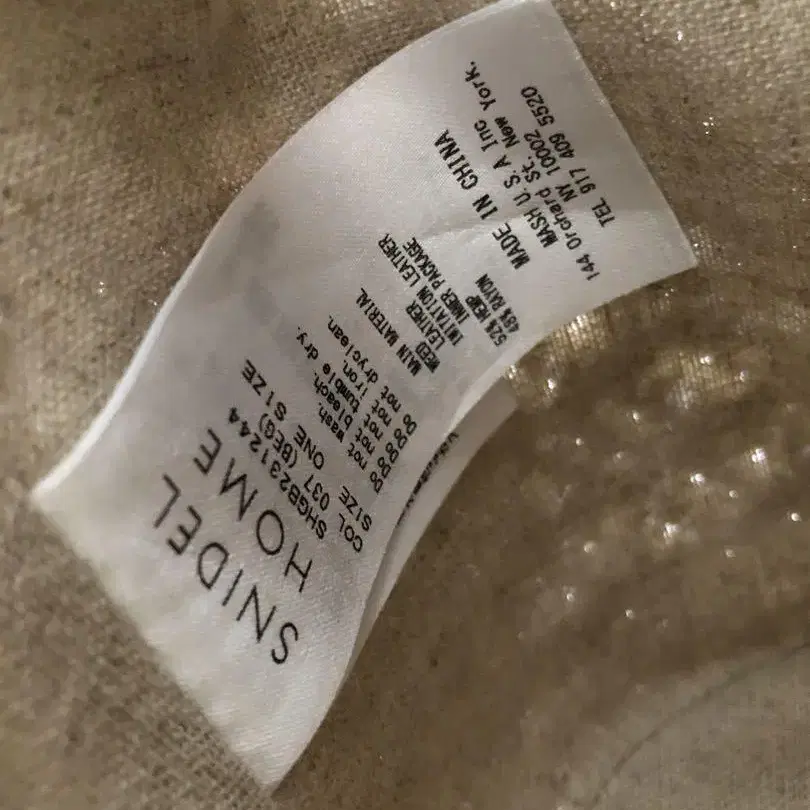 SNIDEL
HOME
SHGB231244
COL 037 (BEG)
SIZE ONE SIZE
Do not wash.
Do not bleach.
Do not tumble dry.
Do not iron.
Do not dryclean.
MAIN MATERIAL
WEED
LEATHER
IMITATION LEATHER
INNER PACKAGE
52% HEMP
48% RAYON
MADE IN CHINA
MASH U.S.A Inc
144 Orchard St. New York.
NY 10002
TEL 917 409 5520